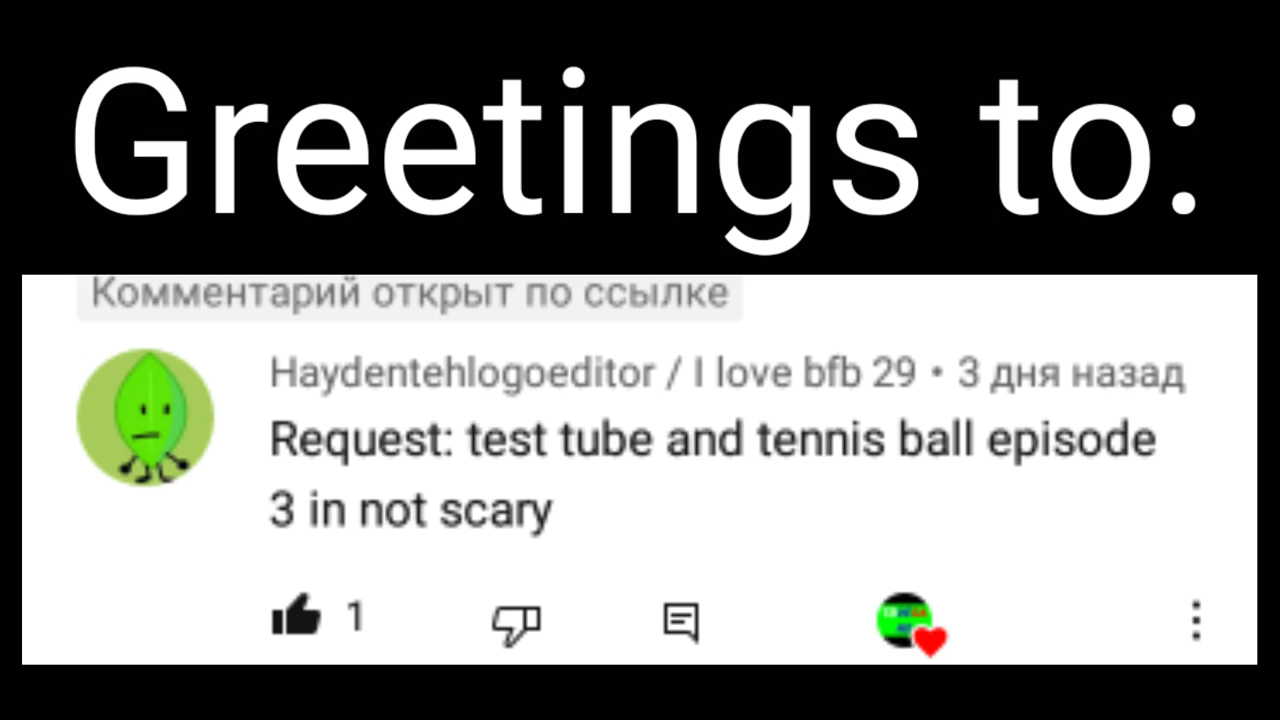 Greetings to:
Комментарий открыт по ссылке
Haydentehlogoeditor / I love bfb 29 • 3 дня назад
Request: test tube and tennis ball episode
3 in not scary
1